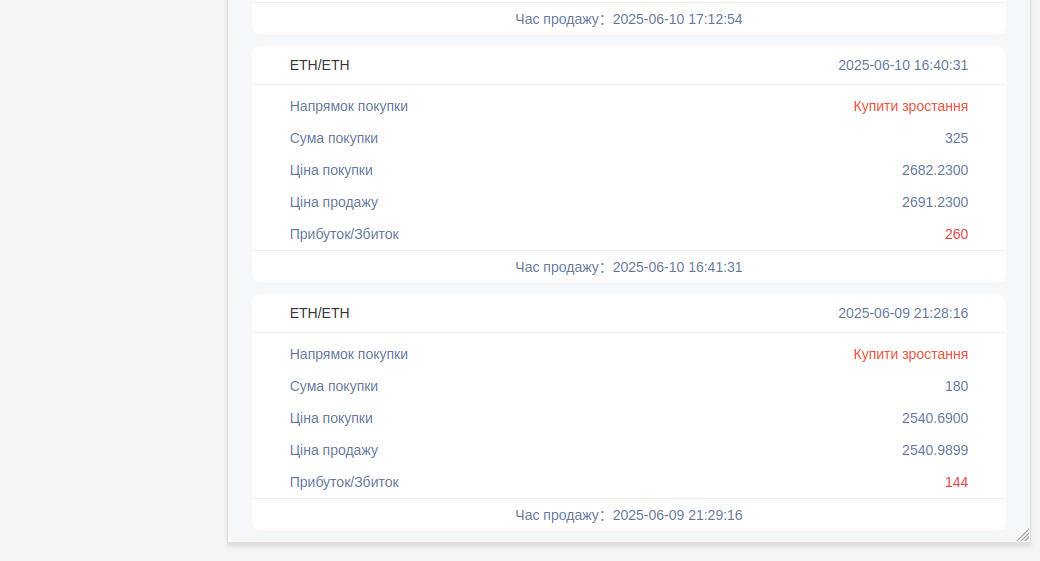 Час продажу：2025-06-10 17:12:54
ETH/ETH 2025-06-10 16:40:31
Напрямок покупки Купити зростання
Сума покупки 325
Ціна покупки 2682.2300
Ціна продажу 2691.2300
Прибуток/Збиток 260
Час продажу：2025-06-10 16:41:31
ETH/ETH 2025-06-09 21:28:16
Напрямок покупки Купити зростання
Сума покупки 180
Ціна покупки 2540.6900
Ціна продажу 2540.9899
Прибуток/Збиток 144
Час продажу：2025-06-09 21:29:16